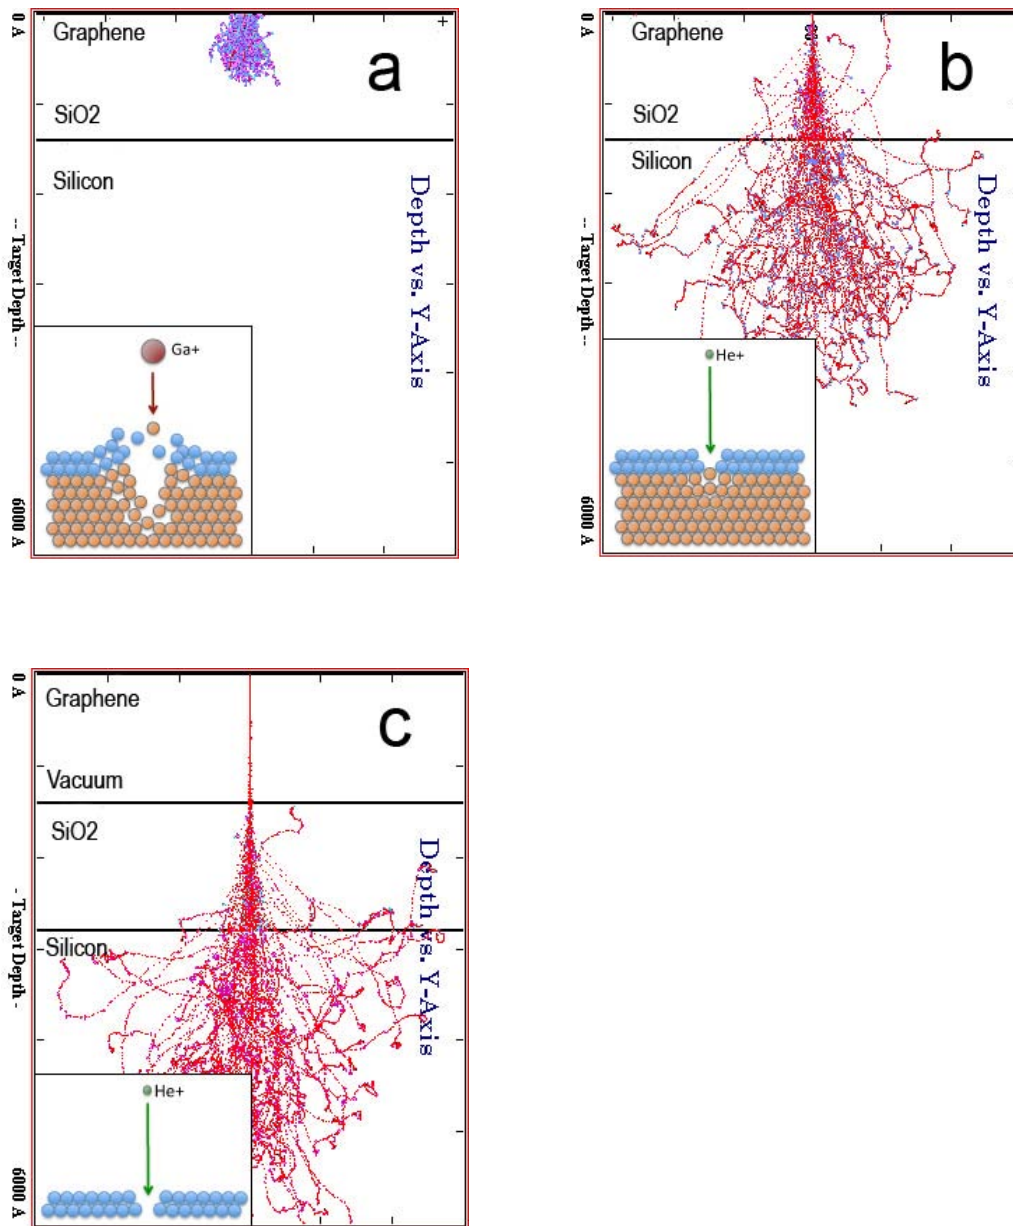 0 A
Graphene
+
a
SiO2
Silicon
Depth vs. Y-Axis
-- Target Depth --
Ga+
6000 A
0 A
Graphene
b
SiO2
Silicon
Depth vs. Y-Axis
-- Target Depth --
He+
6000 A
0 A
Graphene
c
Vacuum
SiO2
Depth vs. Y-Axis
Silicon
- Target Depth -
He+
6000 A